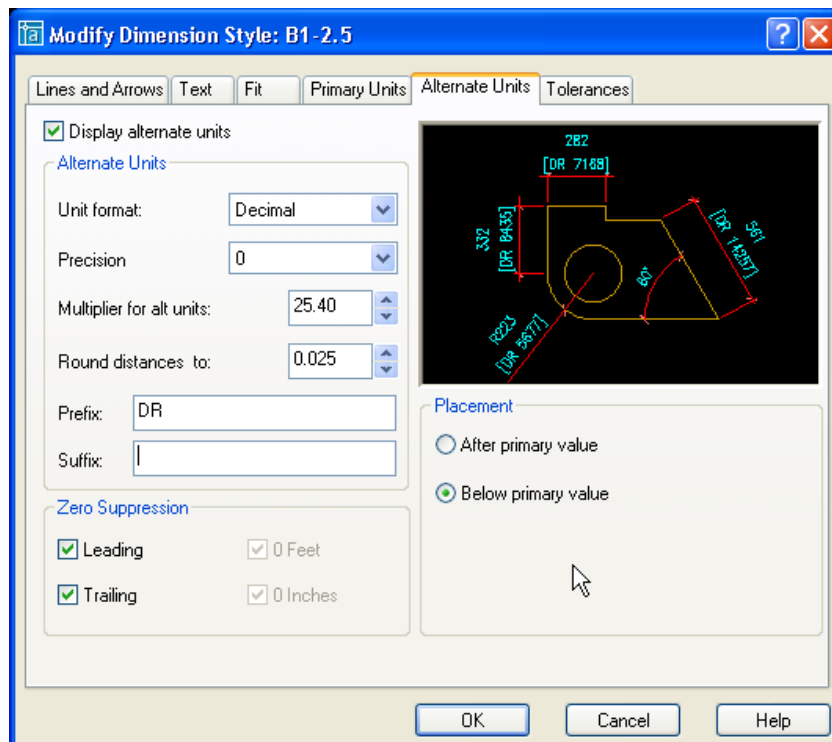 Modify Dimension Style: B1-2.5
Lines and Arrows Text Fit Primary Units Alternate Units Tolerances
Display alternate units
Alternate Units
Unit format: Decimal
Precision 0
Multiplier for alt units: 25.40
Round distances to: 0.025
Prefix: DR
Suffix:
Zero Suppression
Leading 0 Feet
Trailing 0 Inches
282
[DR 7168]
332
[DR 8435]
561
[DR 14257]
60°
R223
[DR 5677]
Placement
After primary value
Below primary value
OK Cancel Help